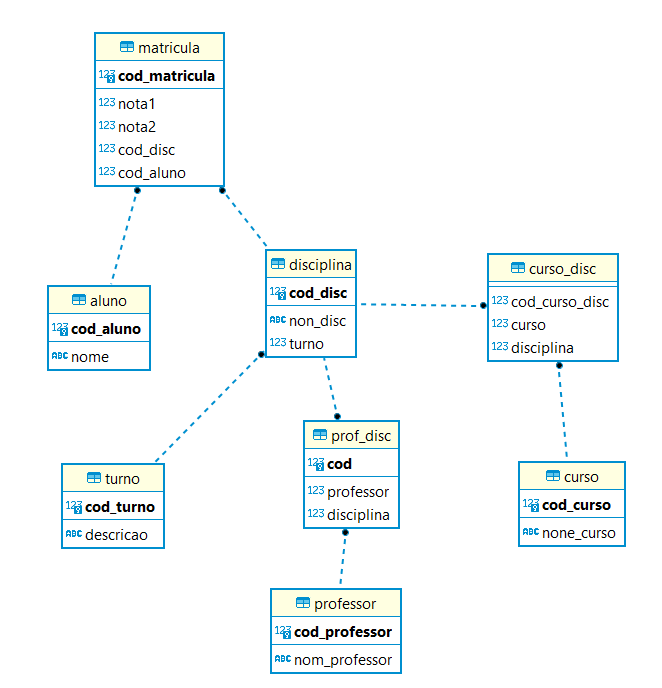 matricula
123 cod_matricula
123 nota1
123 nota2
123 cod_disc
123 cod_aluno
aluno
123 cod_aluno
ABC nome
disciplina
123 cod_disc
ABC non_disc
123 turno
curso_disc
123 cod_curso_disc
123 curso
123 disciplina
turno
123 cod_turno
ABC descricao
prof_disc
123 cod
123 professor
123 disciplina
curso
123 cod_curso
ABC none_curso
professor
123 cod_professor
ABC nom_professor